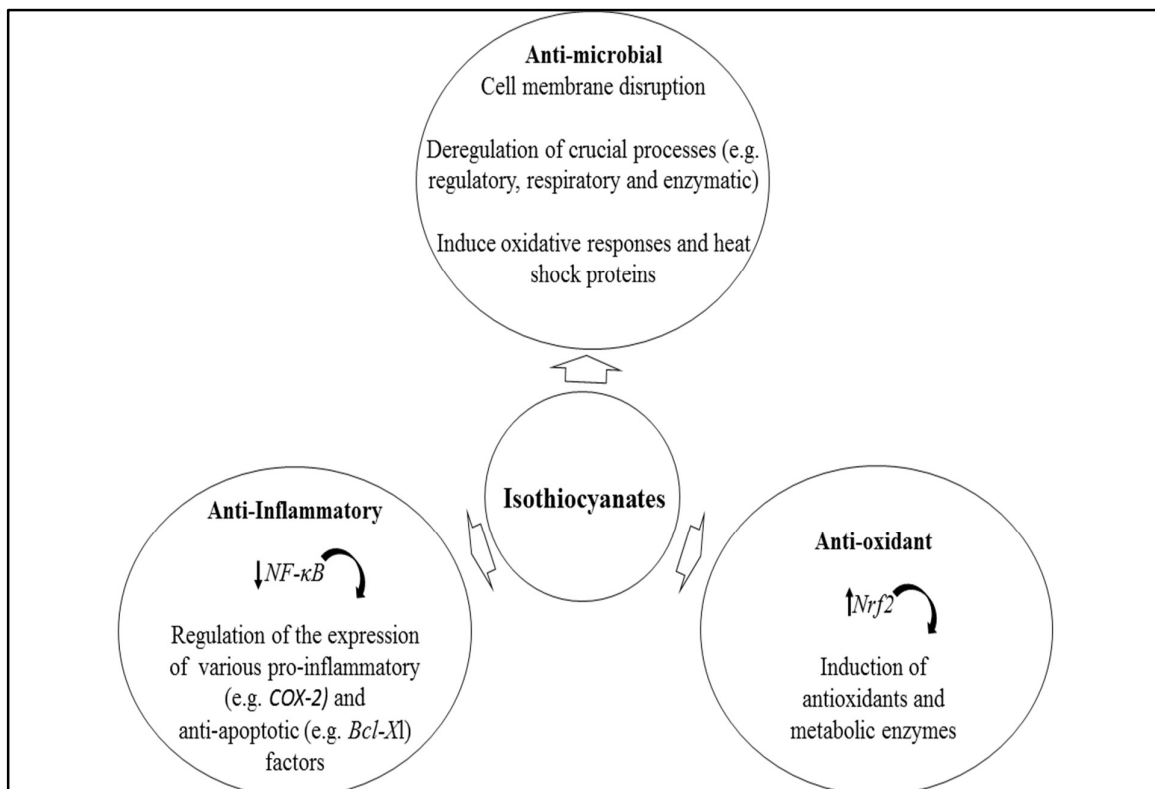 Anti-microbial
Cell membrane disruption
Deregulation of crucial processes (e.g.
regulatory, respiratory and enzymatic)
Induce oxidative responses and heat
shock proteins
Isothiocyanates
Anti-Inflammatory
↓NF-κB
Regulation of the expression
of various pro-inflammatory
(e.g. COX-2) and
anti-apoptotic (e.g. Bcl-Xl)
factors
Anti-oxidant
↑Nrf2
Induction of
antioxidants and
metabolic enzymes